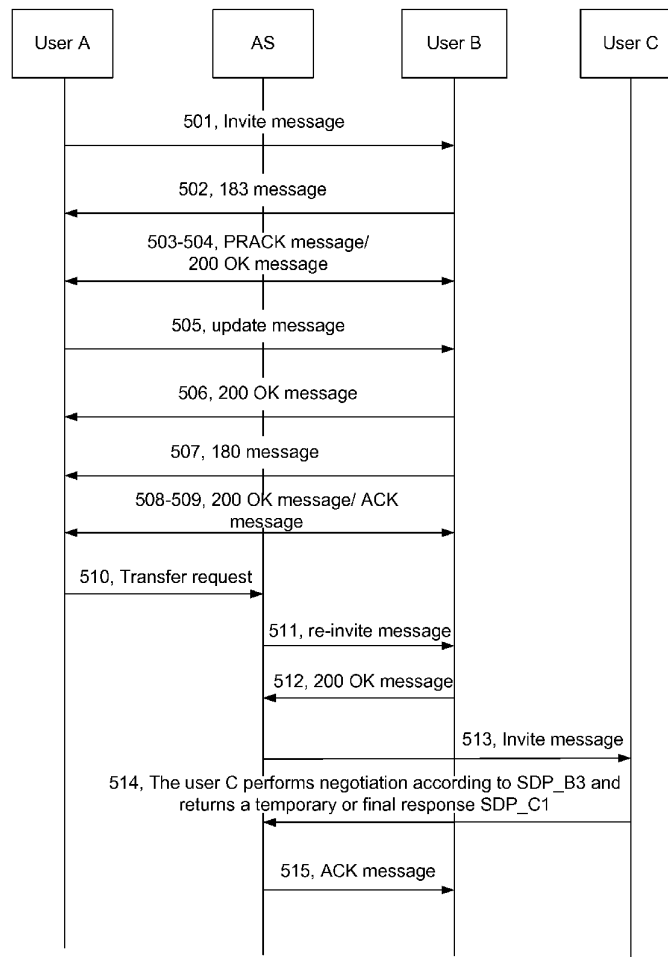 User A
AS
User B
User C
501, Invite message
502, 183 message
503-504, PRACK message/
200 OK message
505, update message
506, 200 OK message
507, 180 message
508-509, 200 OK message/ ACK
message
510, Transfer request
511, re-invite message
512, 200 OK message
513, Invite message
514, The user C performs negotiation according to SDP_B3 and
returns a temporary or final response SDP_C1
515, ACK message